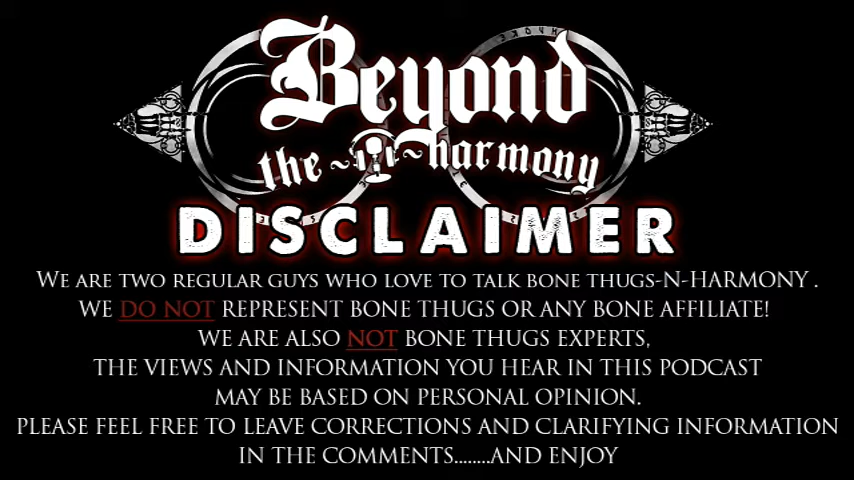 Beyond
the ~ ~ harmony
DISCLAIMER
WE ARE TWO REGULAR GUYS WHO LOVE TO TALK BONE THUGS-N-HARMONY .
WE DO NOT REPRESENT BONE THUGS OR ANY BONE AFFILIATE!
WE ARE ALSO NOT BONE THUGS EXPERTS,
THE VIEWS AND INFORMATION YOU HEAR IN THIS PODCAST
MAY BE BASED ON PERSONAL OPINION.
PLEASE FEEL FREE TO LEAVE CORRECTIONS AND CLARIFYING INFORMATION
IN THE COMMENTS........AND ENJOY